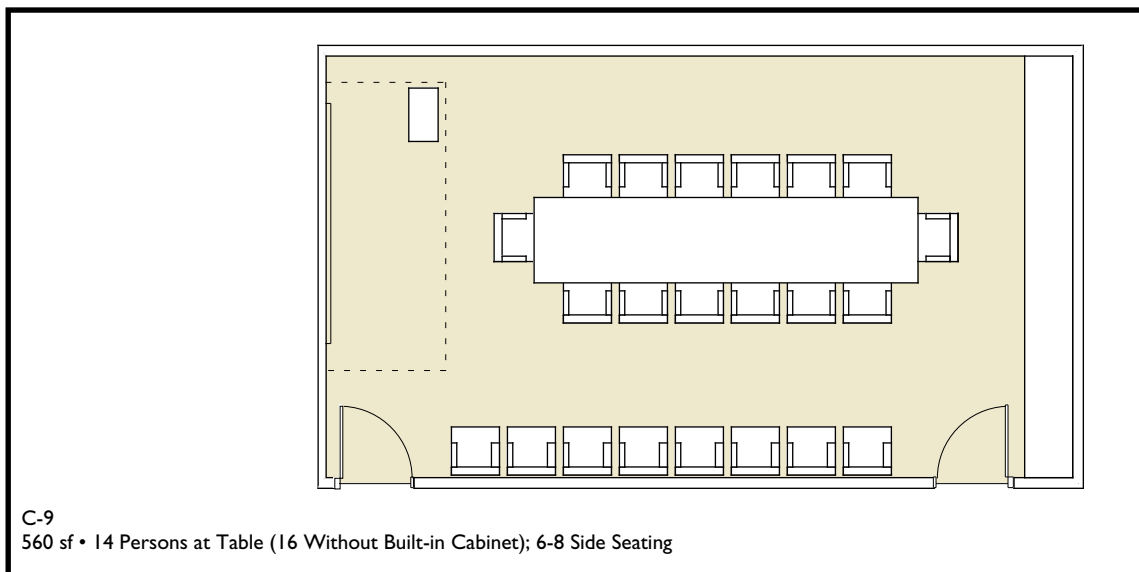 C-9
560 sf • 14 Persons at Table (16 Without Built-in Cabinet); 6-8 Side Seating